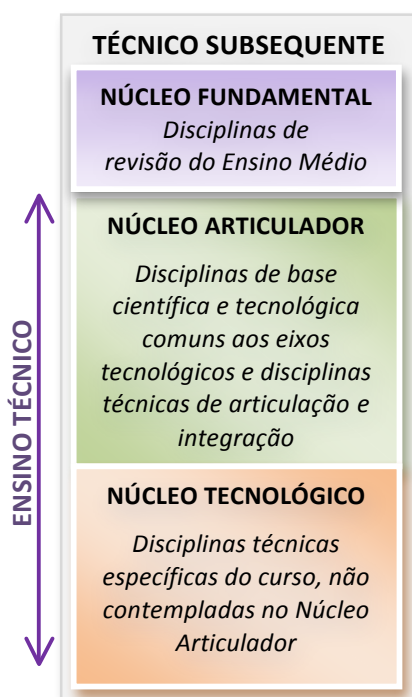 TÉCNICO SUBSEQUENTE
NÚCLEO FUNDAMENTAL
Disciplinas de
revisão do Ensino Médio
NÚCLEO ARTICULADOR
Disciplinas de base
científica e tecnológica
comuns aos eixos
tecnológicos e disciplinas
técnicas de articulação e
integração
NÚCLEO TECNOLÓGICO
Disciplinas técnicas
específicas do curso, não
contempladas no Núcleo
Articulador
ENSINO TÉCNICO